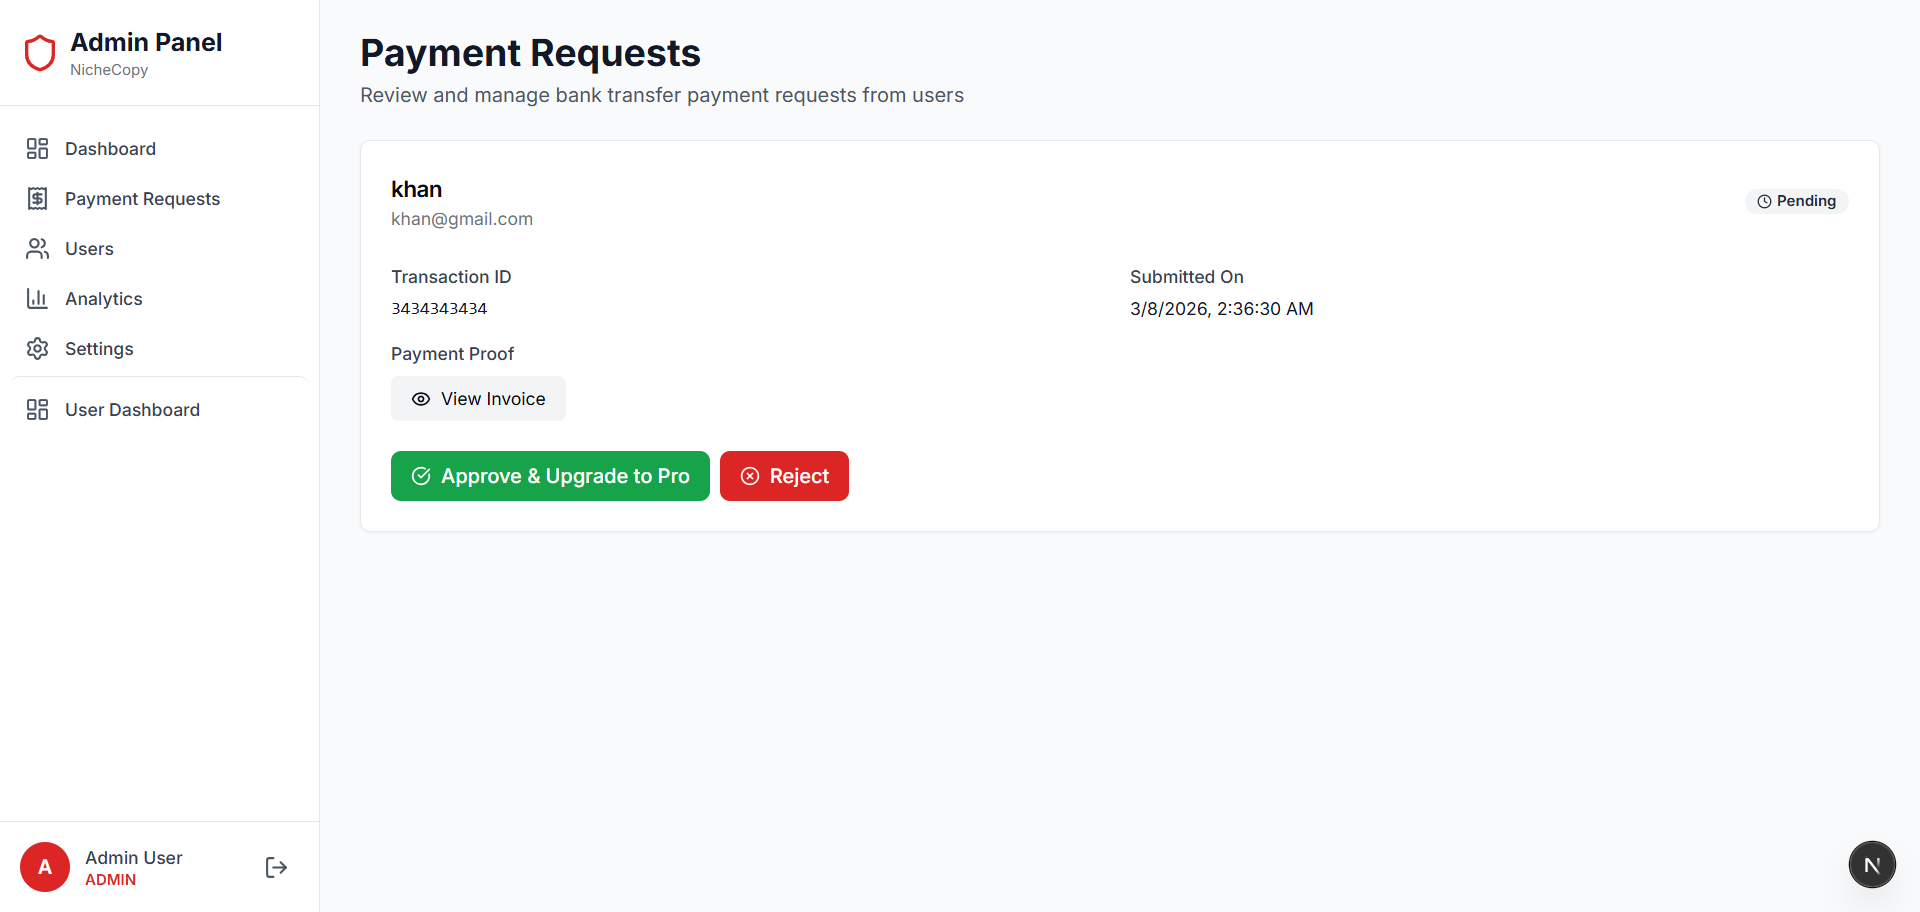 Admin Panel
NicheCopy
Dashboard
Payment Requests
Users
Analytics
Settings
User Dashboard
A
Admin User
ADMIN
Payment Requests
Review and manage bank transfer payment requests from users
khan
khan@gmail.com
Pending
Transaction ID
3434343434
Submitted On
3/8/2026, 2:36:30 AM
Payment Proof
View Invoice
Approve & Upgrade to Pro
Reject
N